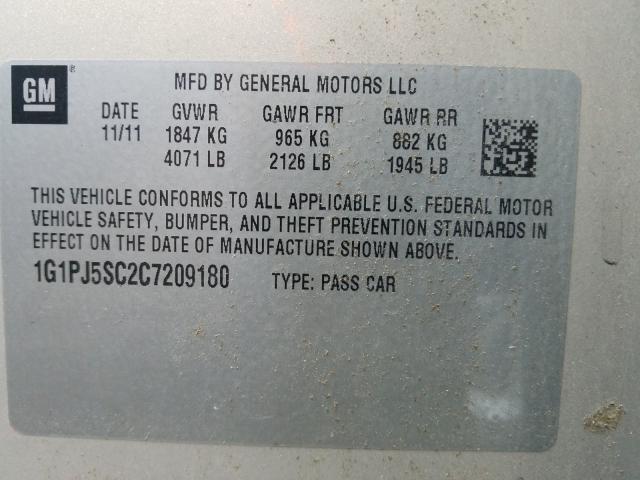 GM ®
MFD BY GENERAL MOTORS LLC
DATE GVWR GAWR FRT GAWR RR
11/11 1847 KG 965 KG 882 KG
4071 LB 2126 LB 1945 LB
THIS VEHICLE CONFORMS TO ALL APPLICABLE U.S. FEDERAL MOTOR
VEHICLE SAFETY, BUMPER, AND THEFT PREVENTION STANDARDS IN
EFFECT ON THE DATE OF MANUFACTURE SHOWN ABOVE.
1G1PJ5SC2C7209180 TYPE: PASS CAR